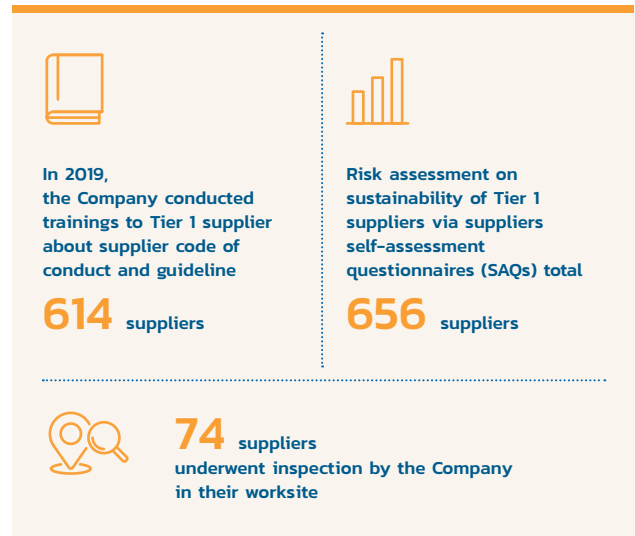 In 2019,
the Company conducted
trainings to Tier 1 supplier
about supplier code of
conduct and guideline
614 suppliers
Risk assessment on
sustainability of Tier 1
suppliers via suppliers
self-assessment
questionnaires (SAQs) total
656 suppliers
74 suppliers
underwent inspection by the Company
in their worksite